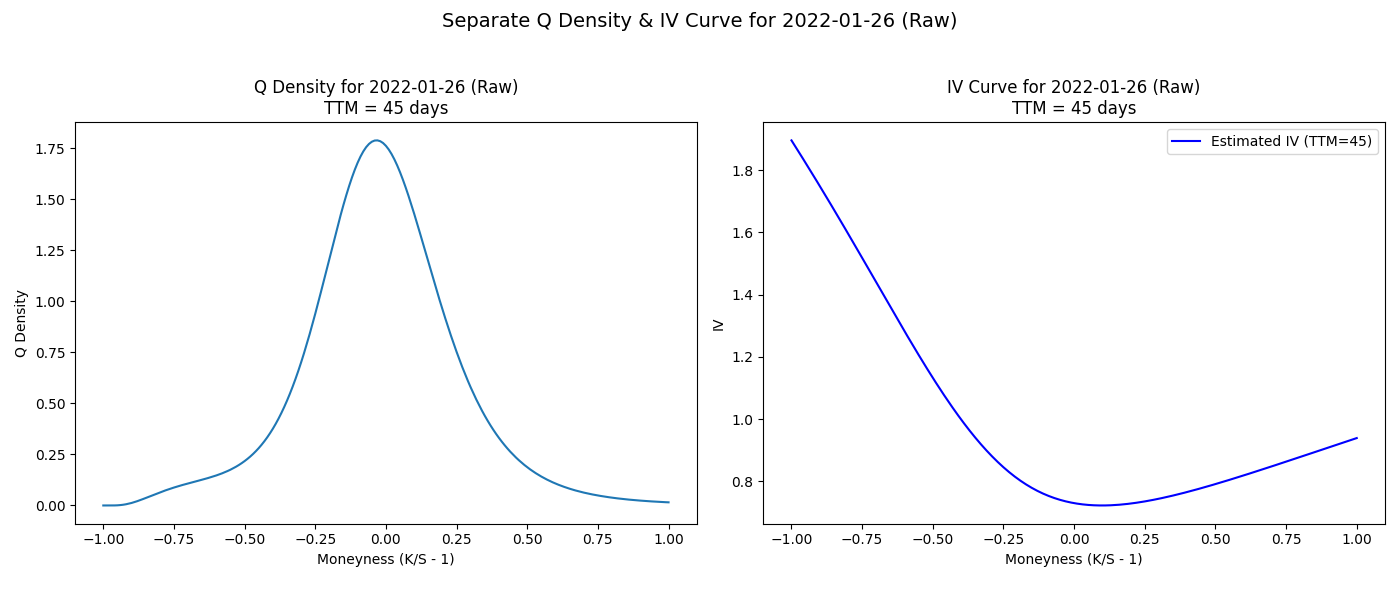 Separate Q Density & IV Curve for 2022-01-26 (Raw)
Q Density for 2022-01-26 (Raw)
TTM = 45 days
Q Density
1.75
1.50
1.25
1.00
0.75
0.50
0.25
0.00
−1.00 −0.75 −0.50 −0.25 0.00 0.25 0.50 0.75 1.00
Moneyness (K/S - 1)
IV Curve for 2022-01-26 (Raw)
TTM = 45 days
Estimated IV (TTM=45)
IV
1.8
1.6
1.4
1.2
1.0
0.8
−1.00 −0.75 −0.50 −0.25 0.00 0.25 0.50 0.75 1.00
Moneyness (K/S - 1)